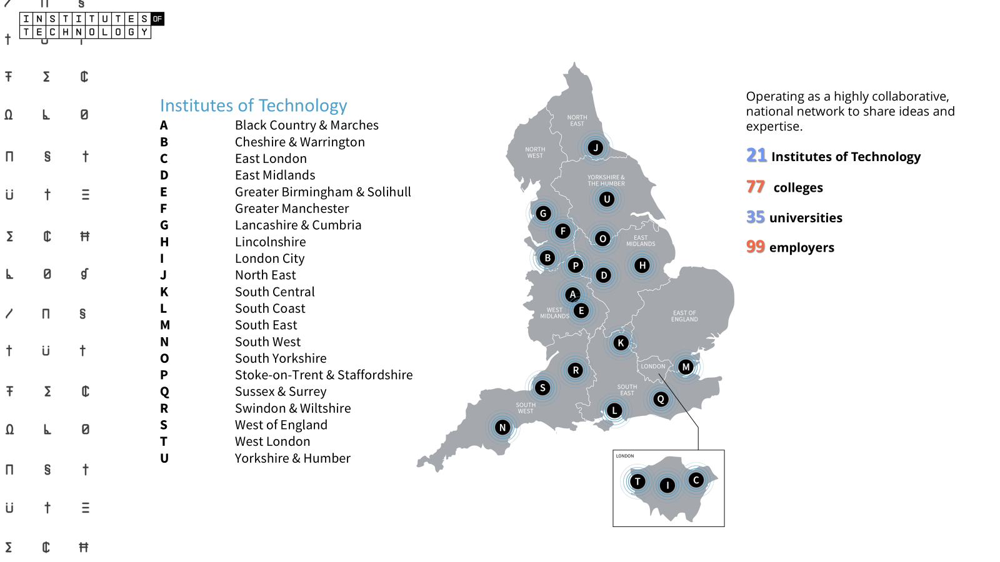 INSTITUTES OF
TECHNOLOGY
Institutes of Technology
A Black Country & Marches
B Cheshire & Warrington
C East London
D East Midlands
E Greater Birmingham & Solihull
F Greater Manchester
G Lancashire & Cumbria
H Lincolnshire
I London City
J North East
K South Central
L South Coast
M South East
N South West
O South Yorkshire
P Stoke-on-Trent & Staffordshire
Q Sussex & Surrey
R Swindon & Wiltshire
S West of England
T West London
U Yorkshire & Humber
NORTH
EAST
J
NORTH
WEST
YORKSHIRE &
THE HUMBER
U
G
F
O
EAST
MIDLANDS
B
P
D
H
A
WEST
MIDLANDS
E
EAST OF
ENGLAND
K
LONDON
M
R
S
SOUTH
EAST
Q
SOUTH
WEST
L
N
LONDON
T
I
C
Operating as a highly collaborative,
national network to share ideas and
expertise.
21 Institutes of Technology
77 colleges
35 universities
99 employers